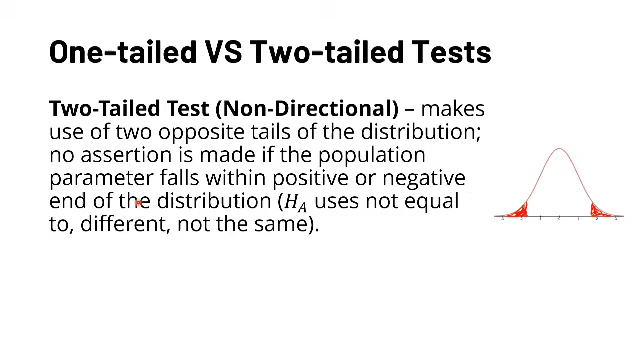 One-tailed VS Two-tailed Tests
Two-Tailed Test (Non-Directional) – makes
use of two opposite tails of the distribution;
no assertion is made if the population
parameter falls within positive or negative
end of the distribution (H_A uses not equal
to, different, not the same).